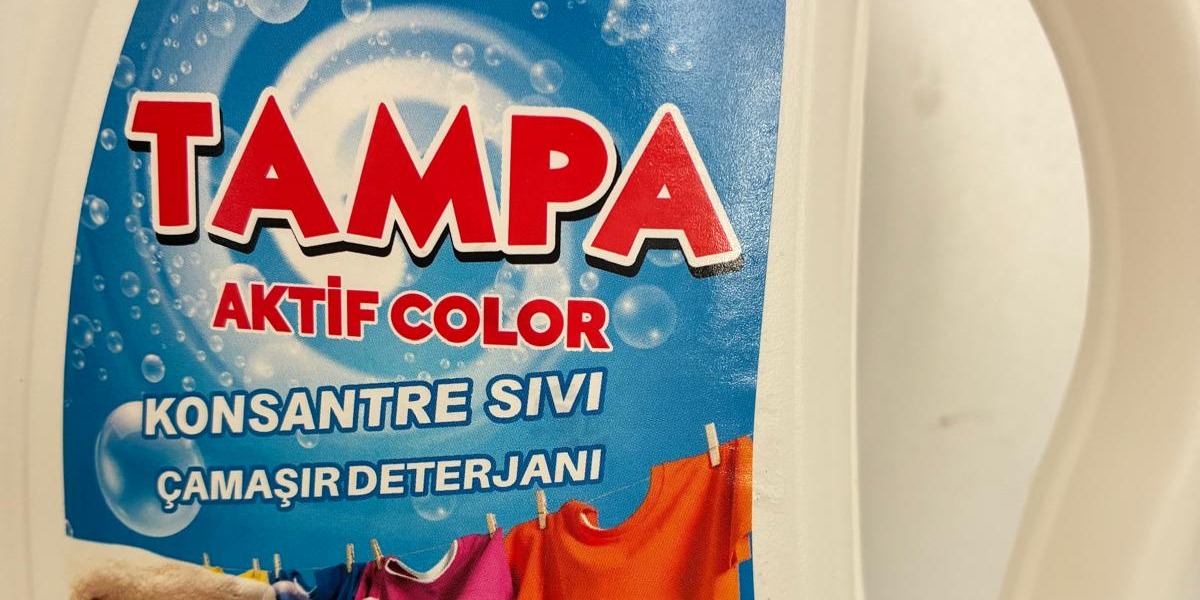 TAMPA
AKTİF COLOR
KONSANTRE SIVI
ÇAMAŞIR DETERJANI